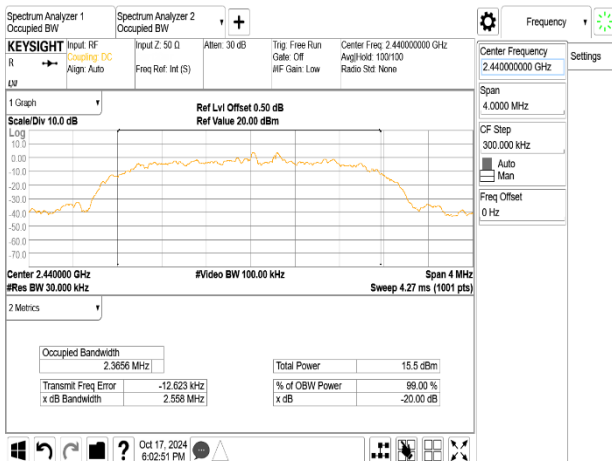 Spectrum Analyzer 1
Occupied BW
Spectrum Analyzer 2
Occupied BW
Frequency
KEYSIGHT
R
Input: RF
Coupling: DC
Align: Auto
Input Z: 50 Ω
Freq Ref: Int (S)
Atten: 30 dB
Trig: Free Run
Gate: Off
#IF Gain: Low
Center Freq: 2.440000000 GHz
Avg|Hold: 100/100
Radio Std: None
Center Frequency
2.440000000 GHz
Settings
Span
4.0000 MHz
CF Step
300.000 kHz
Auto
Man
Freq Offset
0 Hz
1 Graph
Scale/Div 10.0 dB
Ref Lvl Offset 0.50 dB
Ref Value 20.00 dBm
Log
10.0
0.00
-10.0
-20.0
-30.0
-40.0
-50.0
-60.0
-70.0
Center 2.440000 GHz
#Res BW 30.000 kHz
#Video BW 100.00 kHz
Span 4 MHz
Sweep 4.27 ms (1001 pts)
2 Metrics
Occupied Bandwidth
2.3656 MHz
Total Power 15.5 dBm
Transmit Freq Error -12.623 kHz
% of OBW Power 99.00 %
x dB Bandwidth 2.558 MHz
x dB -20.00 dB
Oct 17, 2024
6:02:51 PM